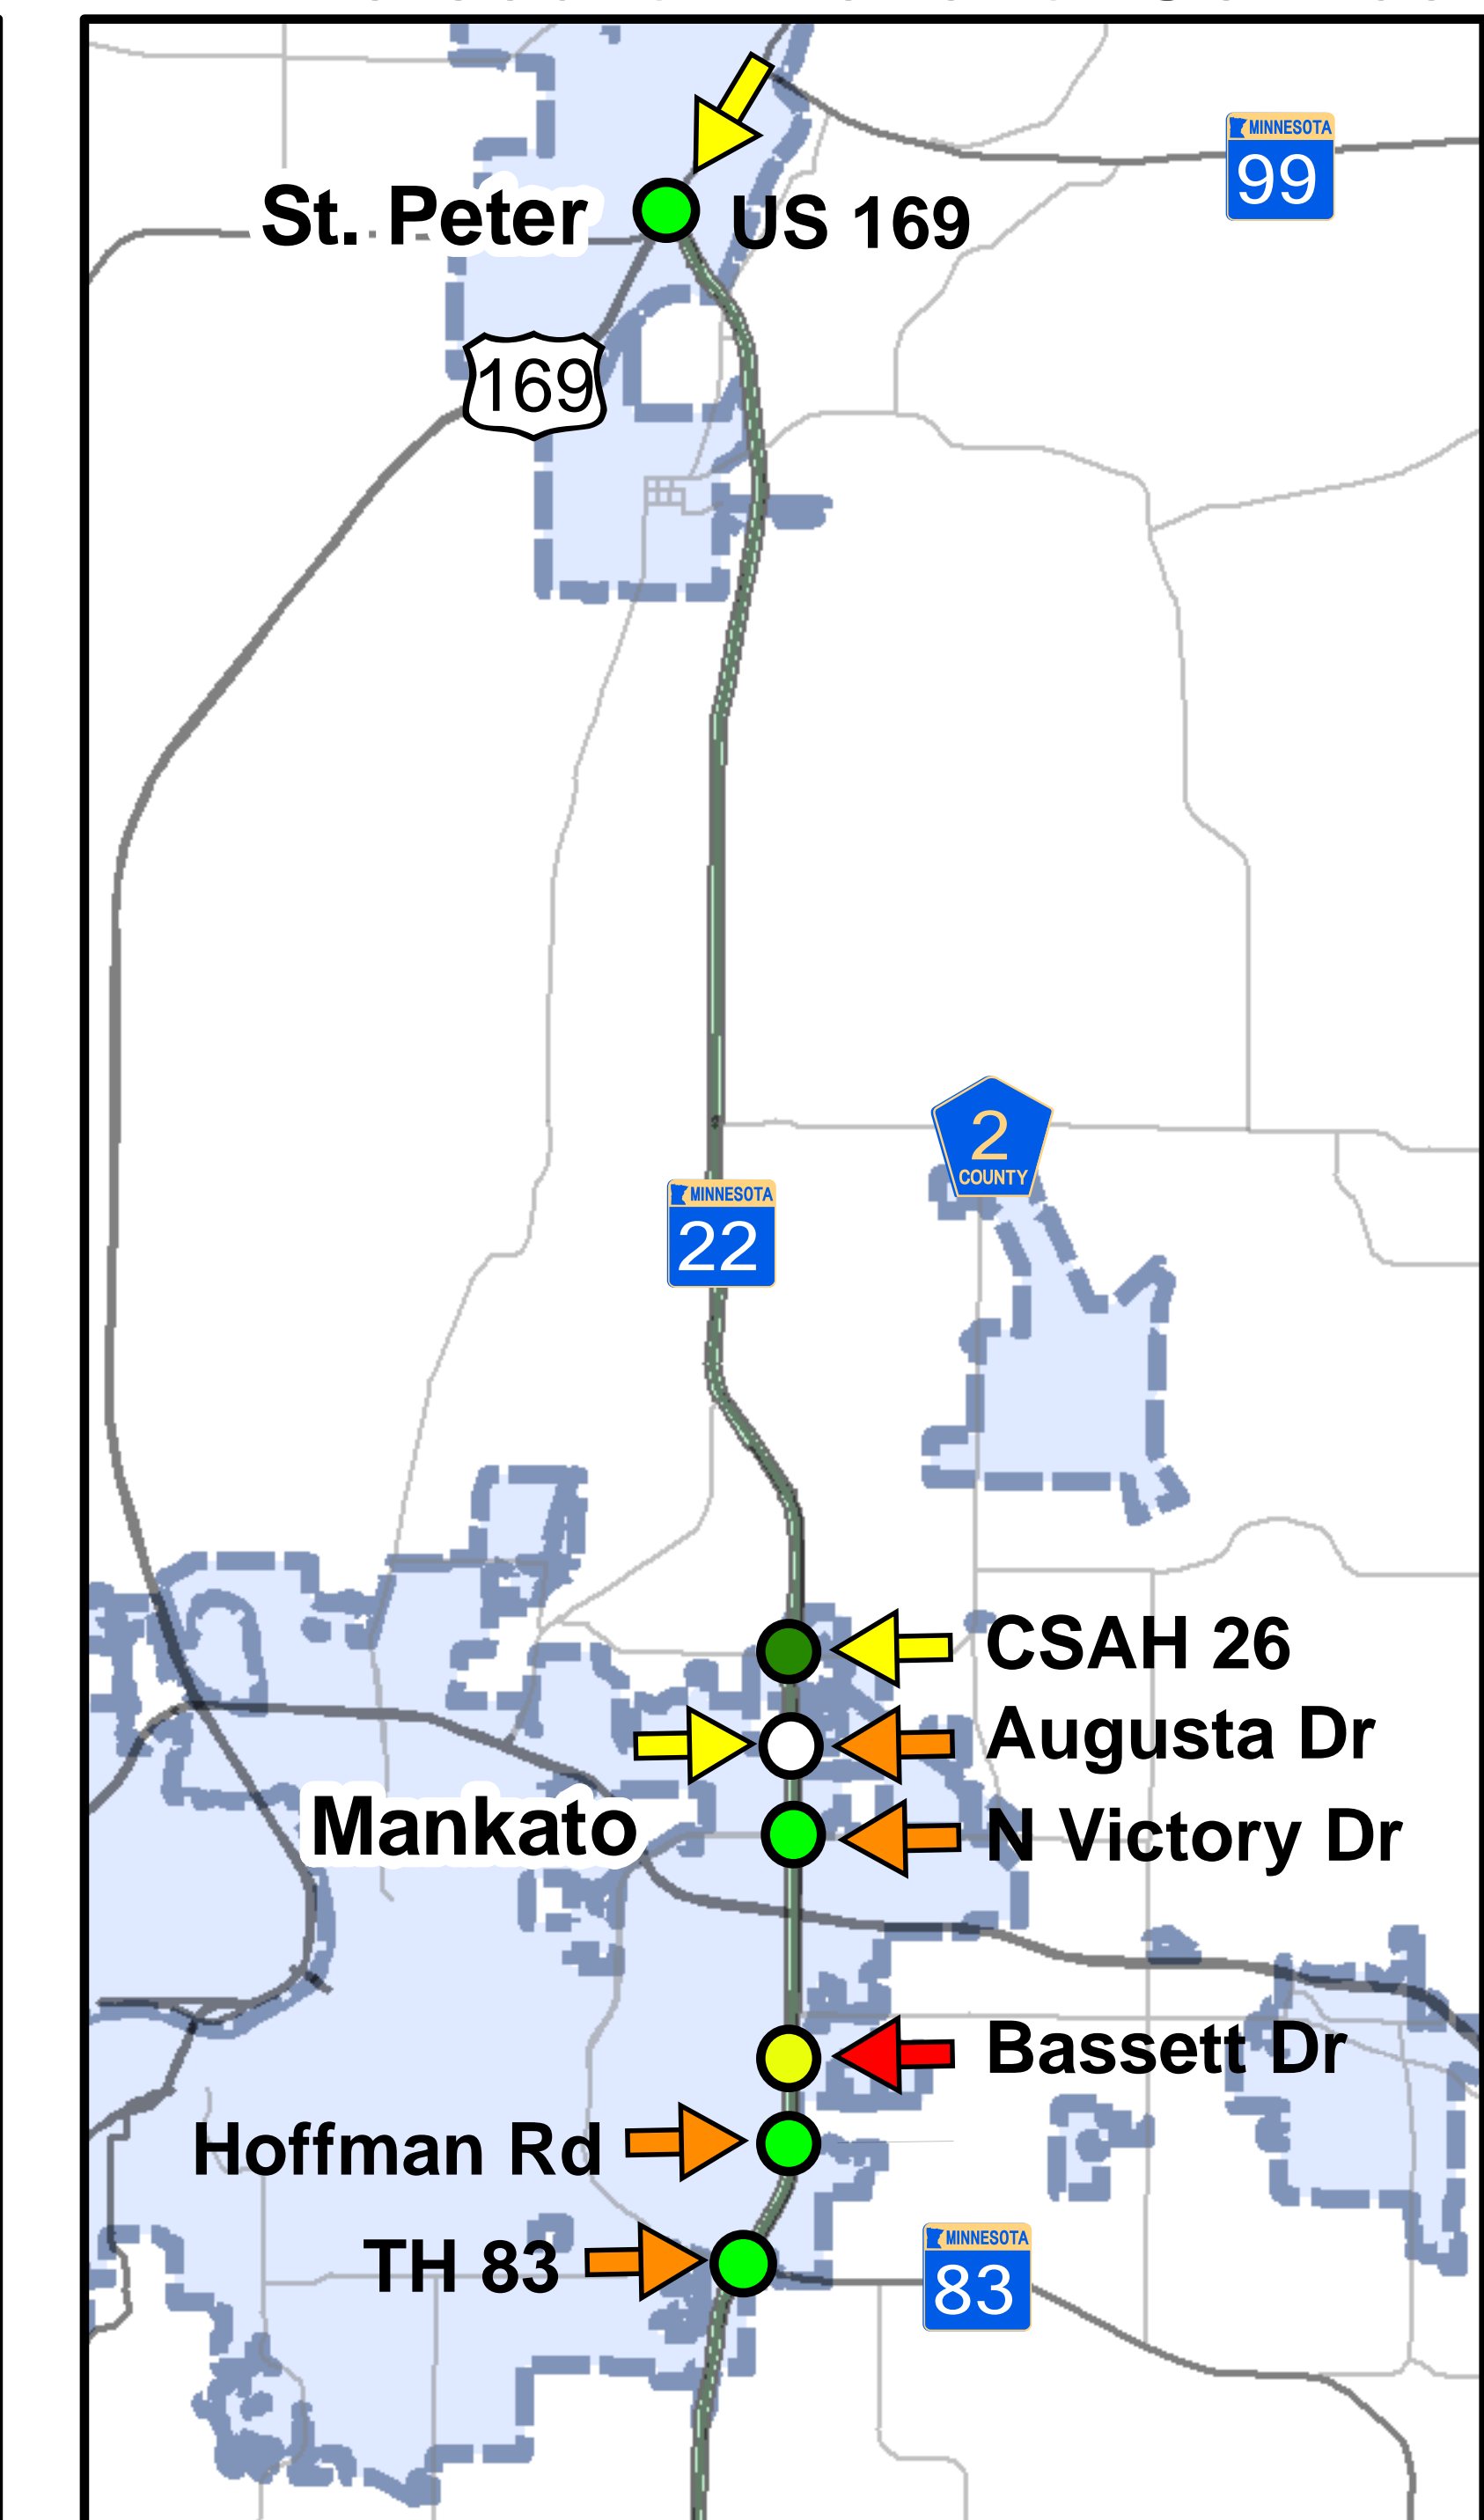 MINNESOTA
99
St. Peter
US 169
169
2
COUNTY
MINNESOTA
22
CSAH 26
Augusta Dr
Mankato
N Victory Dr
Bassett Dr
Hoffman Rd
MINNESOTA
83
TH 83